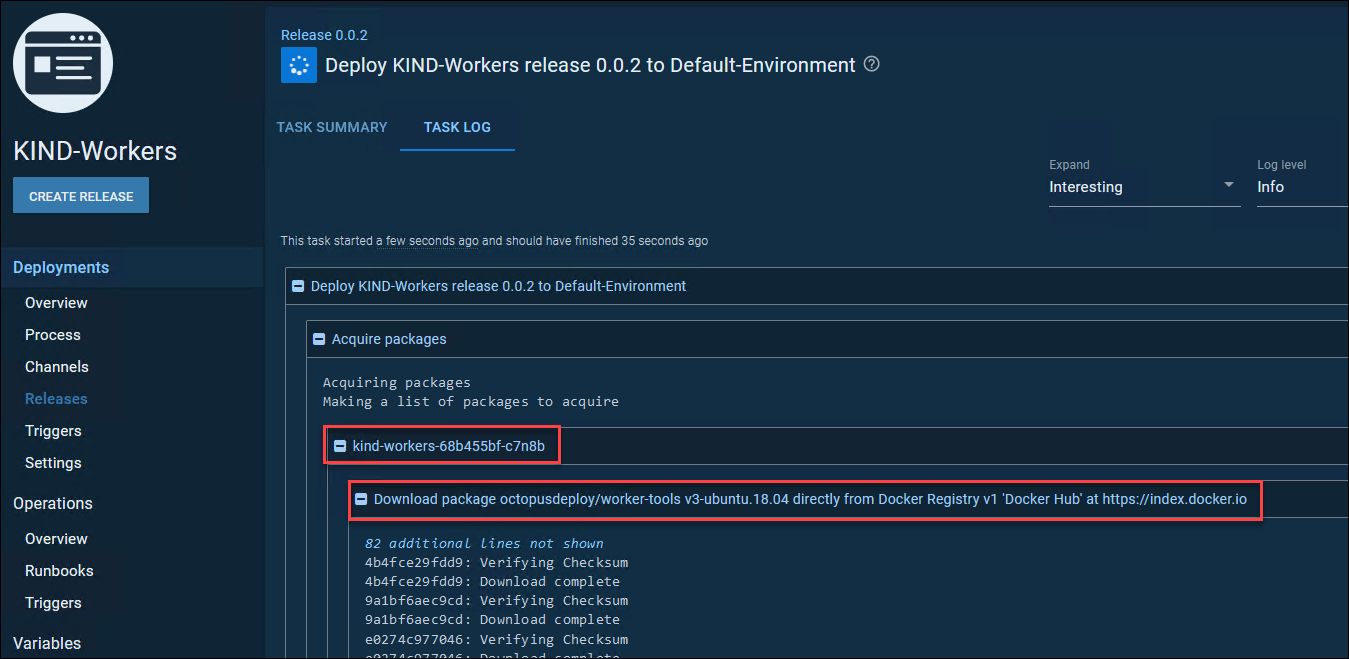 KIND-Workers
CREATE RELEASE
Deployments
Overview
Process
Channels
Releases
Triggers
Settings
Operations
Overview
Runbooks
Triggers
Variables
Release 0.0.2
Deploy KIND-Workers release 0.0.2 to Default-Environment ?
TASK SUMMARY TASK LOG
Expand
Interesting
Log level
Info
This task started a few seconds ago and should have finished 35 seconds ago
Deploy KIND-Workers release 0.0.2 to Default-Environment
Acquire packages
Acquiring packages
Making a list of packages to acquire
kind-workers-68b455bf-c7n8b
Download package octopusdeploy/worker-tools v3-ubuntu.18.04 directly from Docker Registry v1 'Docker Hub' at https://index.docker.io
82 additional lines not shown
4b4fce29fdd9: Verifying Checksum
4b4fce29fdd9: Download complete
9a1bf6aec9cd: Verifying Checksum
9a1bf6aec9cd: Download complete
e0274c977046: Verifying Checksum
e0274c977046: Download complete